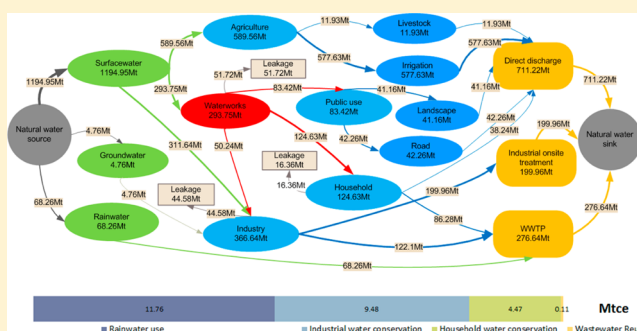 Natural water
source
1194.95Mt
4.76Mt
68.26Mt
Surfacewater
1194.95Mt
Groundwater
4.76Mt
Rainwater
68.26Mt
589.56Mt
293.75Mt
311.64Mt
4.76Mt
Agriculture
589.56Mt
Waterworks
293.75Mt
Leakage
51.72Mt
51.72Mt
83.42Mt
124.63Mt
50.24Mt
Leakage
44.58Mt
44.58Mt
Industry
366.64Mt
11.93Mt
577.63Mt
Public use
83.42Mt
41.16Mt
42.26Mt
Leakage
16.36Mt
16.36Mt
Household
124.63Mt
Livestock
11.93Mt
Irrigation
577.63Mt
Landscape
41.16Mt
Road
42.26Mt
11.93Mt
577.63Mt
41.16Mt
42.26Mt
38.24Mt
199.96Mt
86.28Mt
122.1Mt
68.26Mt
Direct discharge
711.22Mt
Industrial onsite
treatment
199.96Mt
WWTP
276.64Mt
711.22Mt
199.96Mt
276.64Mt
Natural water
sink
11.76 9.48 4.47 0.11 Mtce
Rainwater use Industrial water conservation Household water conservation Wastewater Reu